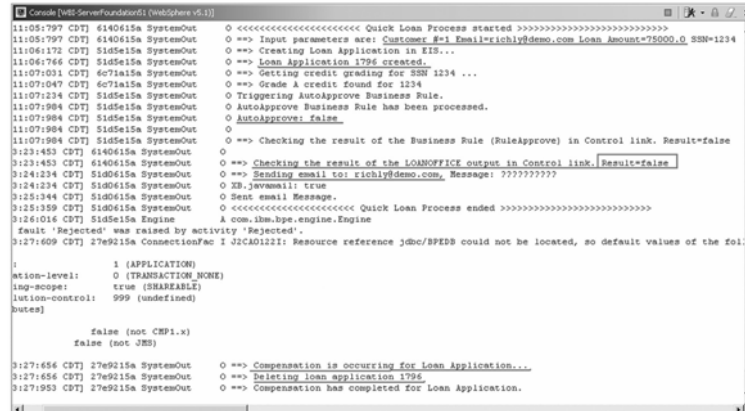 Console [WBI-ServerFoundation51 (WebSphere v5.1)]
11:05:797 CDT] 6140615a SystemOut O <<<<<<<<<<<<<<<<<<<<<< Quick Loan Process started >>>>>>>>>>>>>>>>>>>>>>>>>>>
11:05:797 CDT] 6140615a SystemOut O ==> Input parameters are: Customer #=1 Email=richly@demo.com Loan Amount=75000.0 SSN=1234
11:06:172 CDT] 51d5e15a SystemOut O ==> Creating Loan Application in EIS...
11:06:766 CDT] 51d5e15a SystemOut O ==> Loan Application 1796 created.
11:07:031 CDT] 6c71a15a SystemOut O ==> Getting credit grading for SSN 1234 ...
11:07:047 CDT] 6c71a15a SystemOut O ==> Grade A credit found for 1234
11:07:234 CDT] 51d5e15a SystemOut O Triggering AutoApprove Business Rule.
11:07:984 CDT] 51d5e15a SystemOut O AutoApprove Business Rule has been processed.
11:07:984 CDT] 51d5e15a SystemOut O AutoApprove: false
11:07:984 CDT] 51d5e15a SystemOut O
11:07:984 CDT] 51d5e15a SystemOut O ==> Checking the result of the Business Rule (RuleApprove) in Control link. Result=false
3:23:453 CDT] 6140615a SystemOut O
3:23:453 CDT] 6140615a SystemOut O ==> Checking the result of the LOANOFFICE output in Control link. Result=false
3:24:234 CDT] 51d0615a SystemOut O ==> Sending email to: richly@demo.com, Message: ??????????
3:24:234 CDT] 51d0615a SystemOut O XB.javamail: true
3:25:344 CDT] 51d0615a SystemOut O Sent email Message.
3:25:359 CDT] 51d0615a SystemOut O <<<<<<<<<<<<<<<<<<<<<< Quick Loan Process ended >>>>>>>>>>>>>>>>>>>>>>>>>>>
3:26:016 CDT] 51d5e15a Engine A com.ibm.bpe.engine.Engine
fault 'Rejected' was raised by activity 'Rejected'.
3:27:609 CDT] 27e9215a ConnectionFac I J2CA0122I: Resource reference jdbc/BPEDB could not be located, so default values of the fol
: 1 (APPLICATION)
ation-level: 0 (TRANSACTION_NONE)
ing-scope: true (SHAREABLE)
lution-control: 999 (undefined)
butes]
false (not CMP1.x)
false (not JMS)
3:27:656 CDT] 27e9215a SystemOut O ==> Compensation is occurring for Loan Application...
3:27:656 CDT] 27e9215a SystemOut O ==> Deleting loan application 1796
3:27:953 CDT] 27e9215a SystemOut O ==> Compensation has completed for Loan Application.